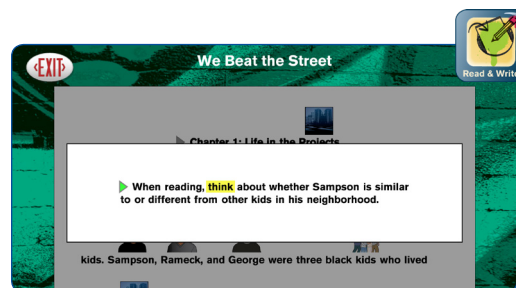 Read & Write
EXIT
We Beat the Street
Chapter 1: Life in the Projects
When reading, think about whether Sampson is similar
to or different from other kids in his neighborhood.
kids. Sampson, Rameck, and George were three black kids who lived